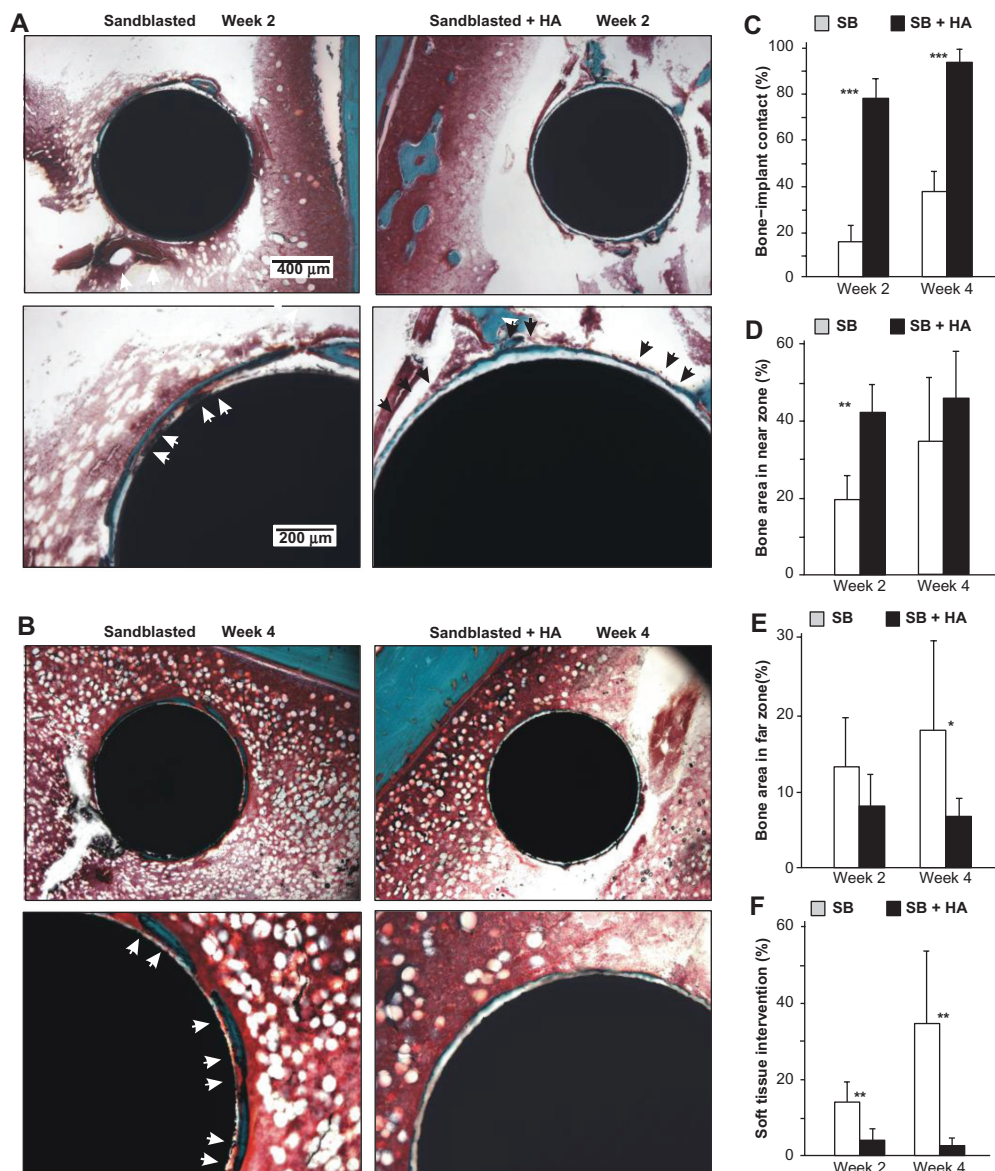 A
Sandblasted Week 2
Sandblasted + HA Week 2
400 µm
200 µm
B
Sandblasted Week 4
Sandblasted + HA Week 4
C
SB SB + HA
Bone–implant contact (%)
100
80
60
40
20
0
***
***
Week 2 Week 4
D
SB SB + HA
Bone area in near zone (%)
60
40
20
0
**
Week 2 Week 4
E
SB SB + HA
Bone area in far zone(%)
30
20
10
0
*
Week 2 Week 4
F
SB SB + HA
Soft tissue intervention (%)
60
40
20
0
**
**
Week 2 Week 4